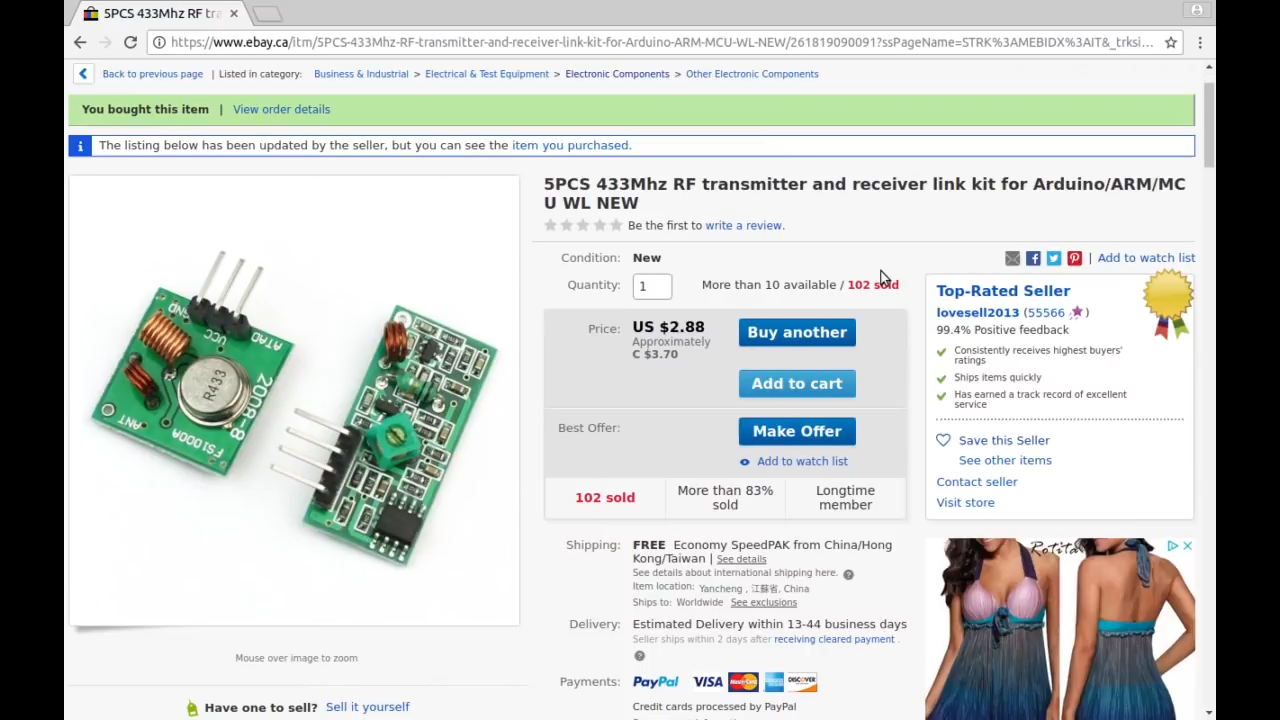 5PCS 433Mhz RF tra
https://www.ebay.ca/itm/5PCS-433Mhz-RF-transmitter-and-receiver-link-kit-for-Arduino-ARM-MCU-WL-NEW/261819090091?ssPageName=STRK%3AMEBIDX%3AIT&_trksi...
Back to previous page | Listed in category: Business & Industrial > Electrical & Test Equipment > Electronic Components > Other Electronic Components
You bought this item | View order details
The listing below has been updated by the seller, but you can see the item you purchased.
5PCS 433Mhz RF transmitter and receiver link kit for Arduino/ARM/MC
U WL NEW
Be the first to write a review.
Condition: New
Quantity: 1 More than 10 available / 102 sold
Price: US $2.88
Approximately
C $3.70
Buy another
Add to cart
Best Offer:
Make Offer
Add to watch list
102 sold
More than 83%
sold
Longtime
member
Shipping: FREE Economy SpeedPAK from China/Hong
Kong/Taiwan | See details
See details about international shipping here.
Item location: Yancheng , 江蘇省, China
Ships to: Worldwide See exclusions
Delivery: Estimated Delivery within 13-44 business days
Seller ships within 2 days after receiving cleared payment .
Payments: PayPal VISA MasterCard DISCOVER
Credit cards processed by PayPal
| Add to watch list
Top-Rated Seller
lovesell2013 (55566 )
99.4% Positive feedback
Consistently receives highest buyers'
ratings
Ships items quickly
Has earned a track record of excellent
service
Save this Seller
See other items
Contact seller
Visit store
Rotita
GND
VCC
ATAD
R433
2008-8
ANT
FS1000A
Mouse over image to zoom
Have one to sell? Sell it yourself